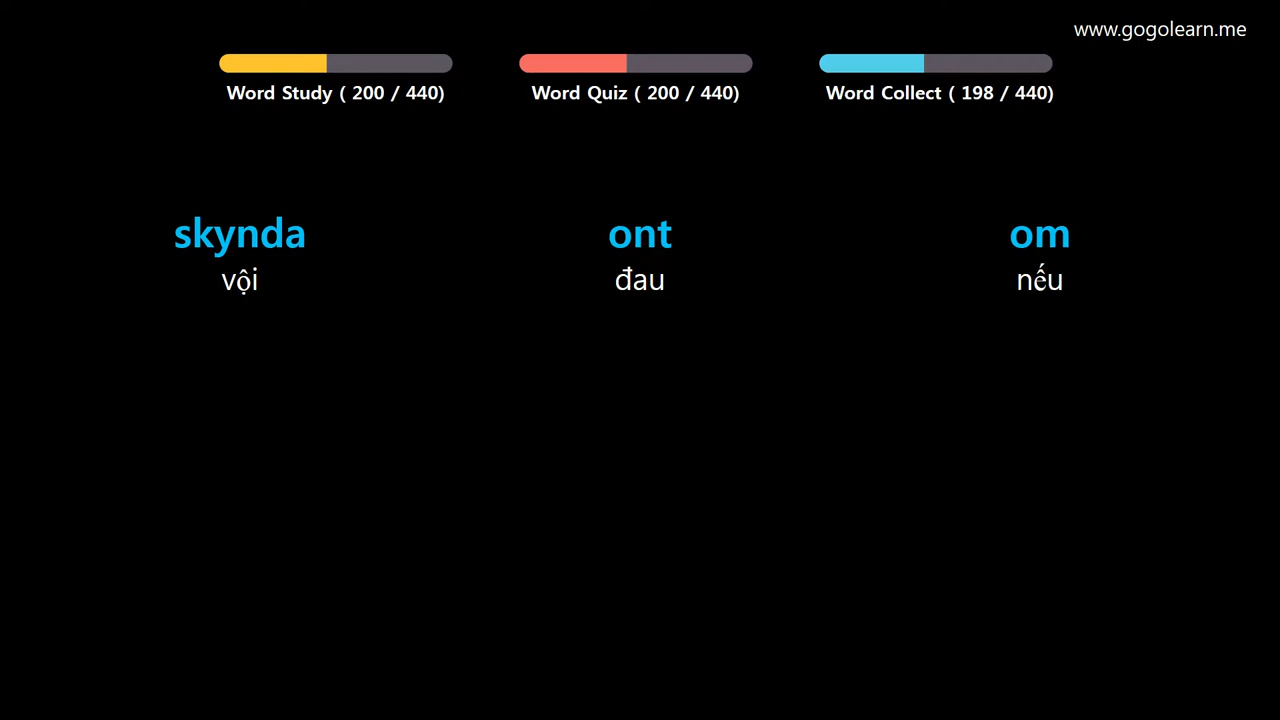 www.gogolearn.me
Word Study ( 200 / 440) Word Quiz ( 200 / 440) Word Collect ( 198 / 440)
skynda ont om
vội đau nếu